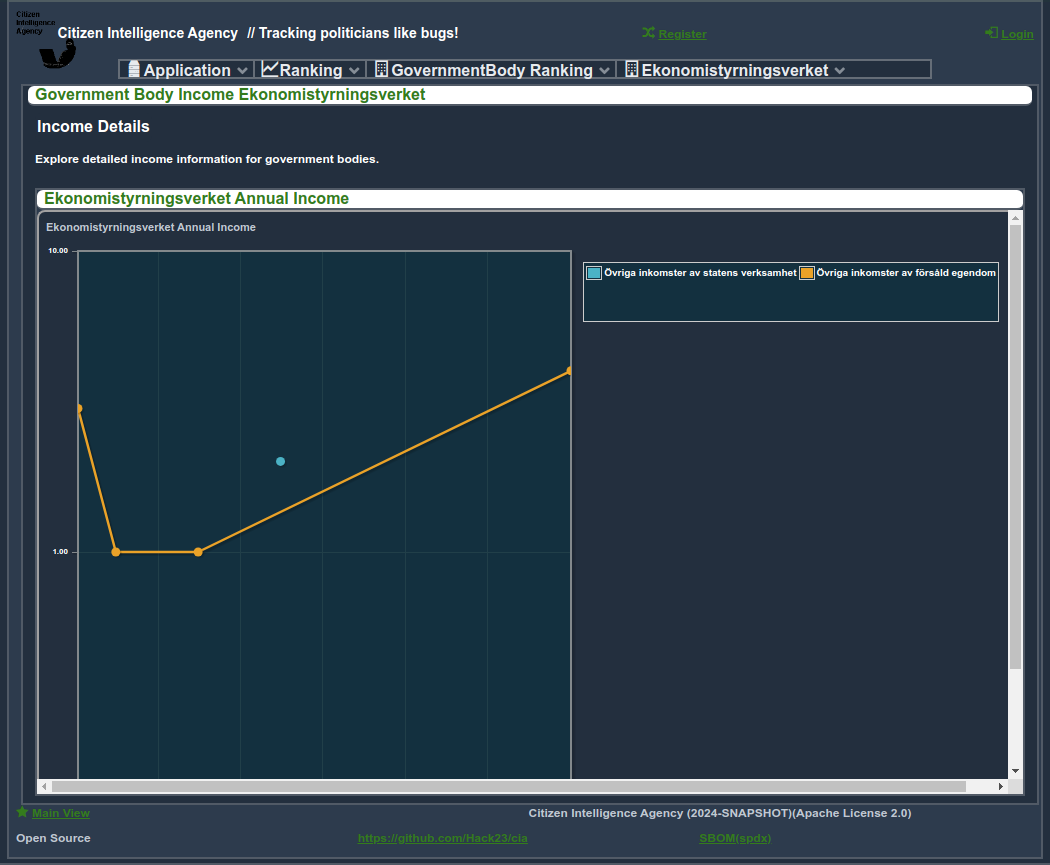 Citizen
Intelligence
Agency
Citizen Intelligence Agency // Tracking politicians like bugs!
Register
Login
Application
Ranking
GovernmentBody Ranking
Ekonomistyrningsverket
Government Body Income Ekonomistyrningsverket
Income Details
Explore detailed income information for government bodies.
Ekonomistyrningsverket Annual Income
Ekonomistyrningsverket Annual Income
10.00
Övriga inkomster av statens verksamhet
Övriga inkomster av försåld egendom
1.00
Main View
Citizen Intelligence Agency (2024-SNAPSHOT)(Apache License 2.0)
Open Source
https://github.com/Hack23/cia
SBOM(spdx)